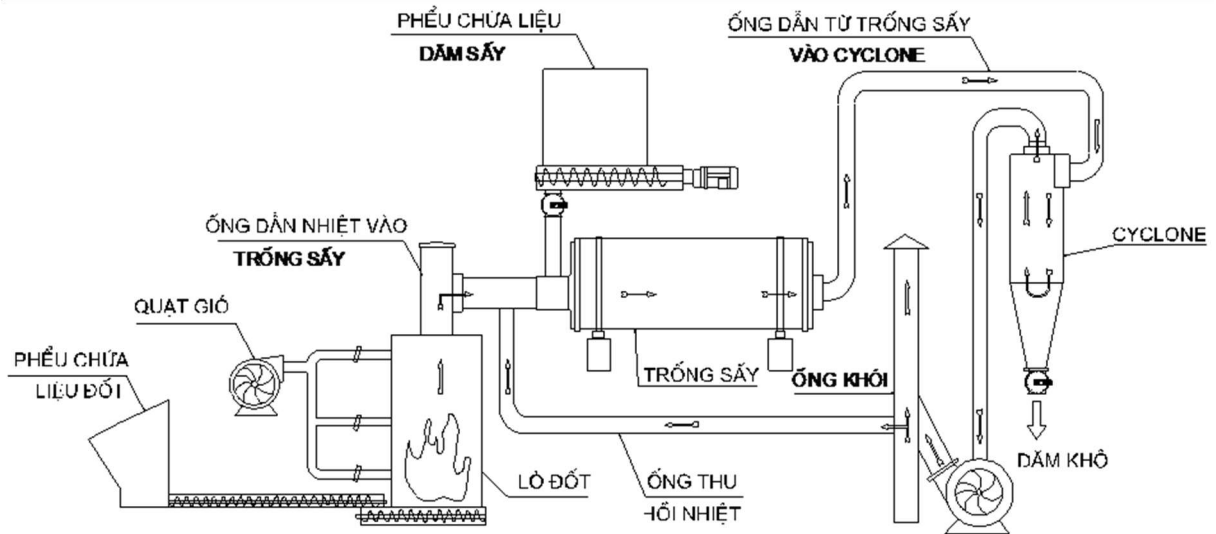 PHỄU CHỨA LIỆU
DĂM SẤY
ỐNG DẪN TỪ TRỐNG SẤY
VÀO CYCLONE
ỐNG DẪN NHIỆT VÀO
TRỐNG SẤY
CYCLONE
QUẠT GIÓ
PHỄU CHỨA
LIỆU ĐỐT
TRỐNG SẤY
ỐNG KHÓI
LÒ ĐỐT
ỐNG THU
HỒI NHIỆT
DĂM KHÔ